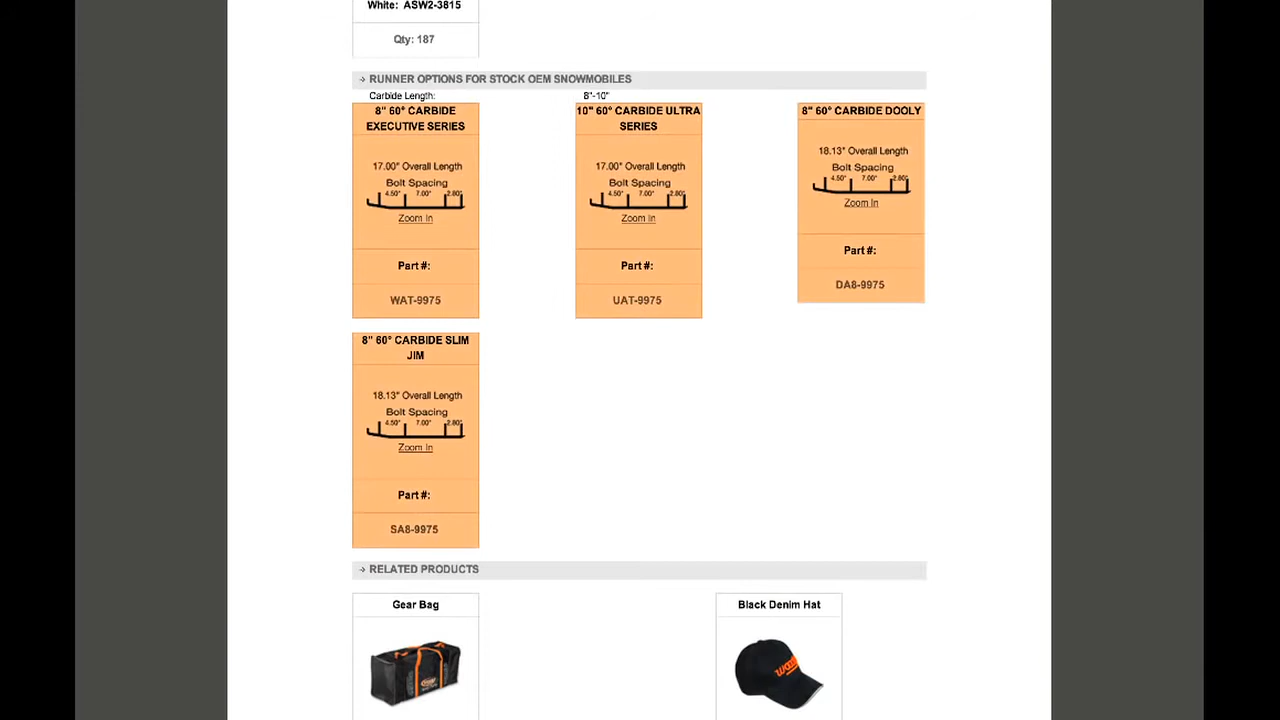 White: ASW2-3815
Qty: 187
→ RUNNER OPTIONS FOR STOCK OEM SNOWMOBILES
Carbide Length:
8"-10"
8" 60° CARBIDE
EXECUTIVE SERIES
17.00" Overall Length
Bolt Spacing
4.50" 7.00" 2.80"
Zoom In
Part #:
WAT-9975
10" 60° CARBIDE ULTRA
SERIES
17.00" Overall Length
Bolt Spacing
4.50" 7.00" 2.80"
Zoom In
Part #:
UAT-9975
8" 60° CARBIDE DOOLY
18.13" Overall Length
Bolt Spacing
4.50" 7.00" 2.80"
Zoom In
Part #:
DA8-9975
8" 60° CARBIDE SLIM
JIM
18.13" Overall Length
Bolt Spacing
4.50" 7.00" 2.80"
Zoom In
Part #:
SA8-9975
→ RELATED PRODUCTS
Gear Bag
Black Denim Hat